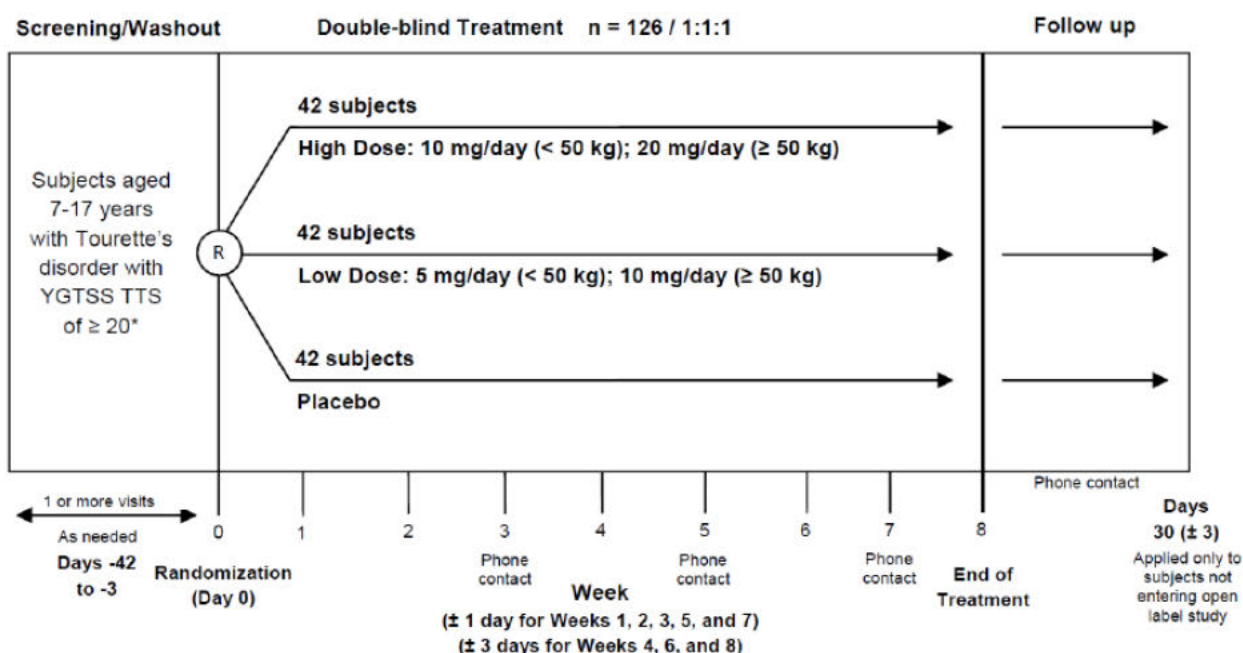 Screening/Washout
Double-blind Treatment n = 126 / 1:1:1
Follow up
Subjects aged
7-17 years
with Tourette's
disorder with
YGTSS TTS
of ≥ 20*
R
42 subjects
High Dose: 10 mg/day (< 50 kg); 20 mg/day (≥ 50 kg)
42 subjects
Low Dose: 5 mg/day (< 50 kg); 10 mg/day (≥ 50 kg)
42 subjects
Placebo
1 or more visits
As needed
Days -42
to -3
0
Randomization
(Day 0)
1
2
3
Phone
contact
4
5
Phone
contact
6
7
Phone
contact
8
End of
Treatment
Week
(± 1 day for Weeks 1, 2, 3, 5, and 7)
(± 3 days for Weeks 4, 6, and 8)
Phone contact
Days
30 (± 3)
Applied only to
subjects not
entering open
label study